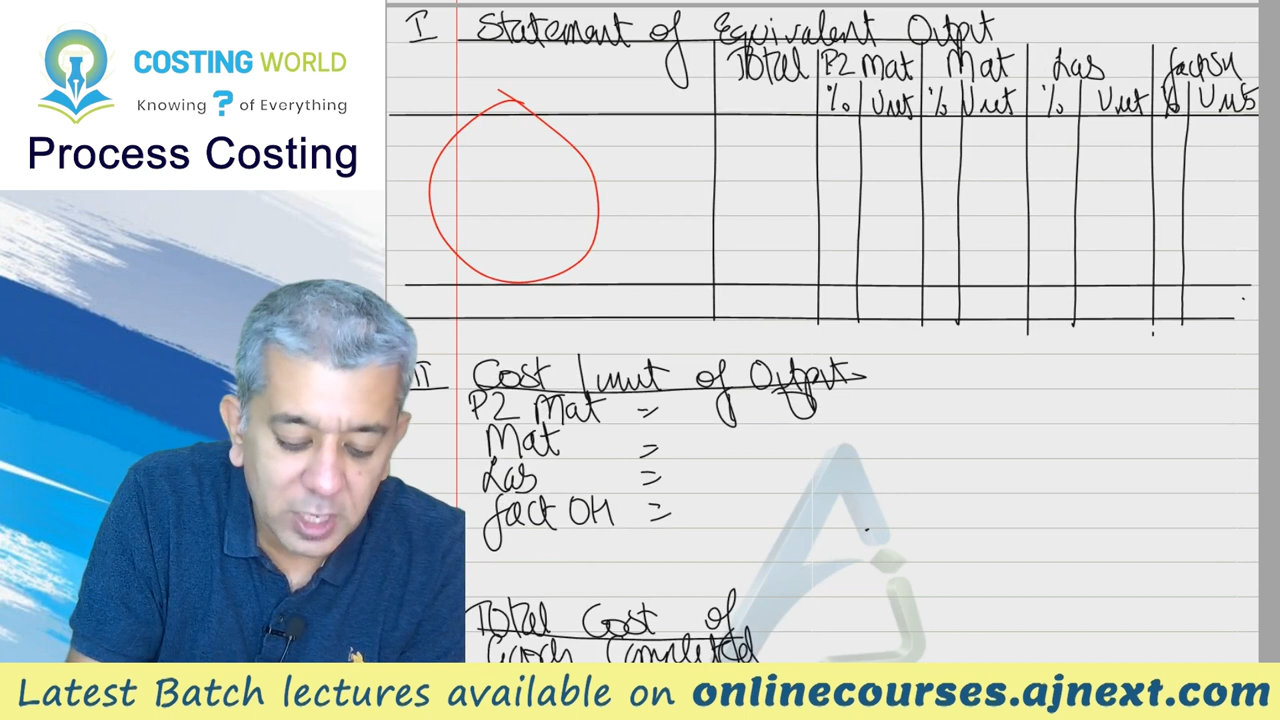 COSTING WORLD
Knowing ? of Everything
Process Costing
I Statement of Equivalent Output
Total P2 Mat Mat Lab Fact OH
% Unit % Unit % Unit % Units
II Cost / unit of Output
P2 Mat =
Mat =
Lab =
Fact OH =
Total Cost of
Goods Completed
Latest Batch lectures available on onlinecourses.ajnext.com